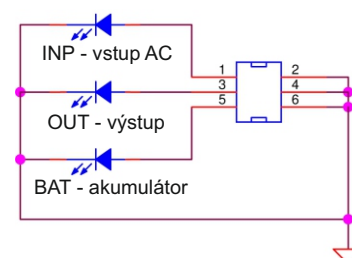 INP - vstup AC
1 2
3 4
OUT - výstup
5 6
BAT - akumulátor